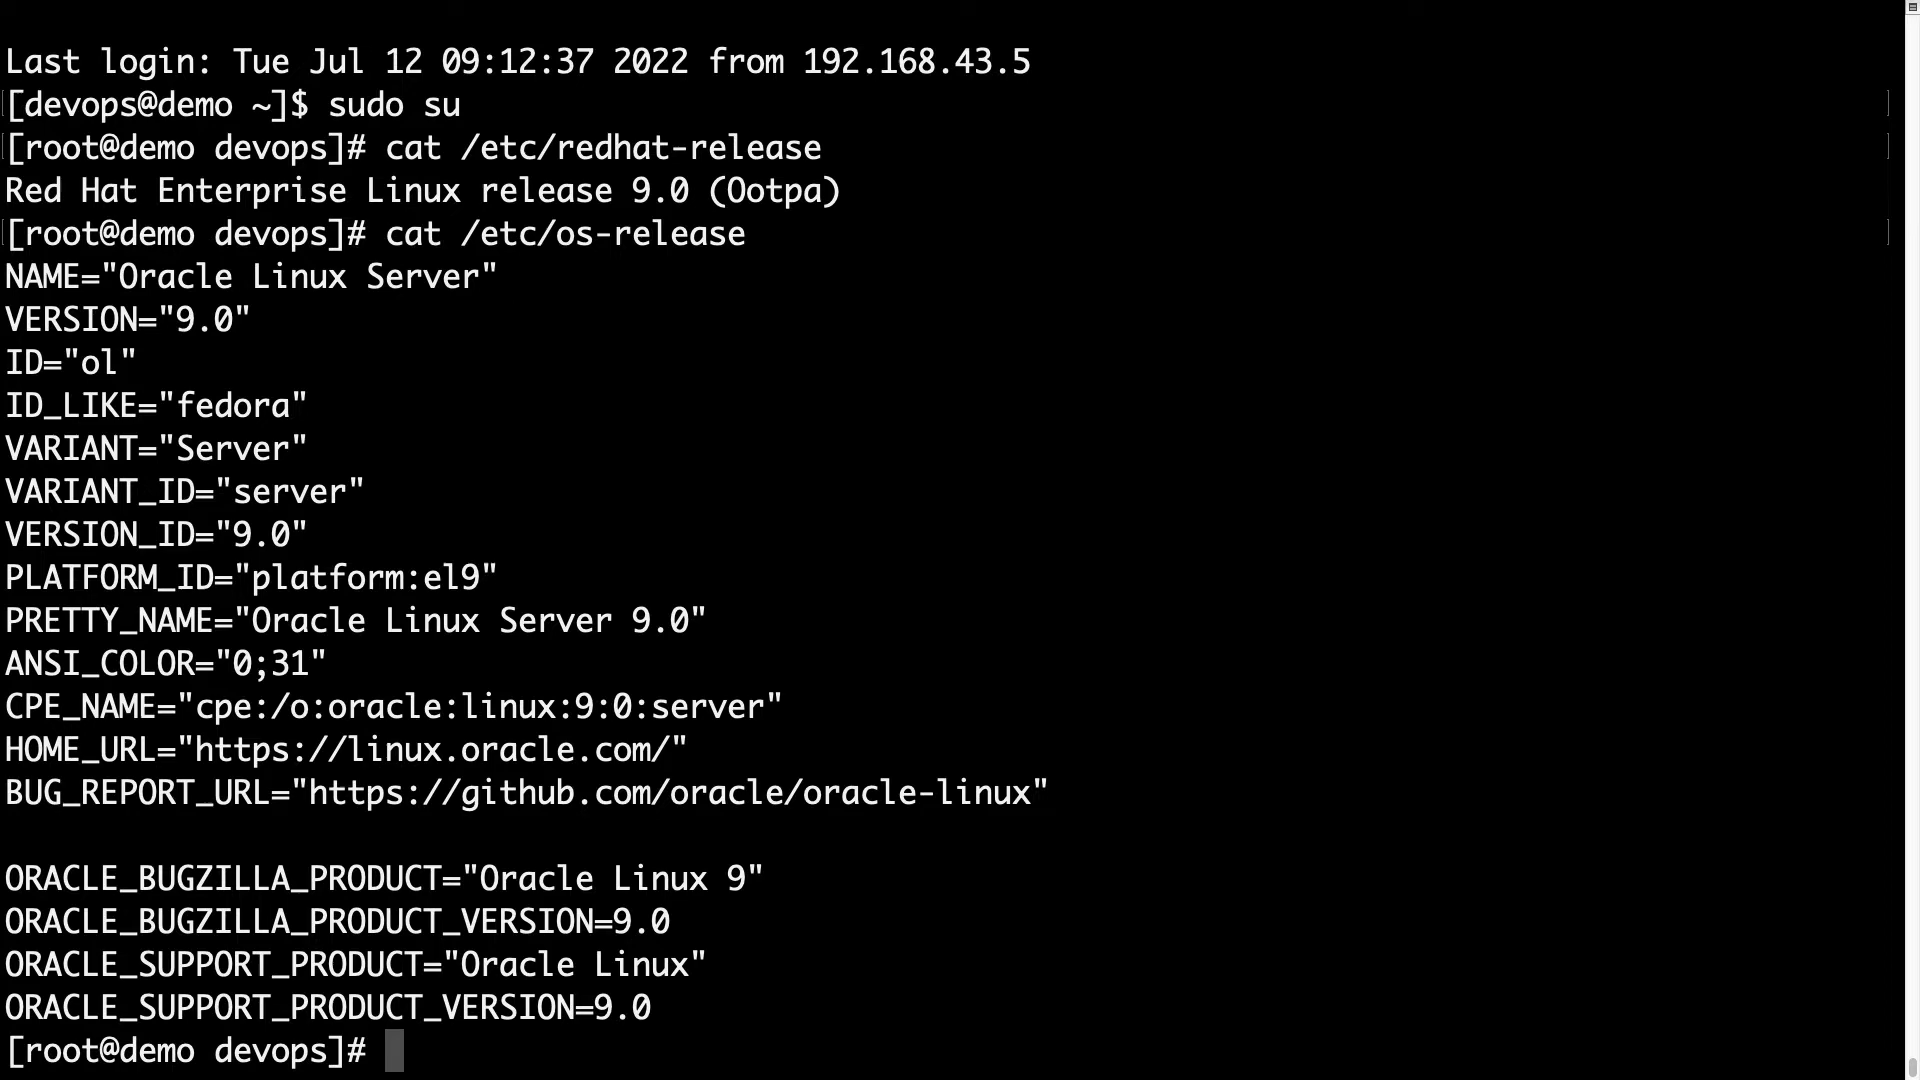 Last login: Tue Jul 12 09:12:37 2022 from 192.168.43.5
[devops@demo ~]$ sudo su
[root@demo devops]# cat /etc/redhat-release
Red Hat Enterprise Linux release 9.0 (Ootpa)
[root@demo devops]# cat /etc/os-release
NAME="Oracle Linux Server"
VERSION="9.0"
ID="ol"
ID_LIKE="fedora"
VARIANT="Server"
VARIANT_ID="server"
VERSION_ID="9.0"
PLATFORM_ID="platform:el9"
PRETTY_NAME="Oracle Linux Server 9.0"
ANSI_COLOR="0;31"
CPE_NAME="cpe:/o:oracle:linux:9:0:server"
HOME_URL="https://linux.oracle.com/"
BUG_REPORT_URL="https://github.com/oracle/oracle-linux"
ORACLE_BUGZILLA_PRODUCT="Oracle Linux 9"
ORACLE_BUGZILLA_PRODUCT_VERSION=9.0
ORACLE_SUPPORT_PRODUCT="Oracle Linux"
ORACLE_SUPPORT_PRODUCT_VERSION=9.0
[root@demo devops]#